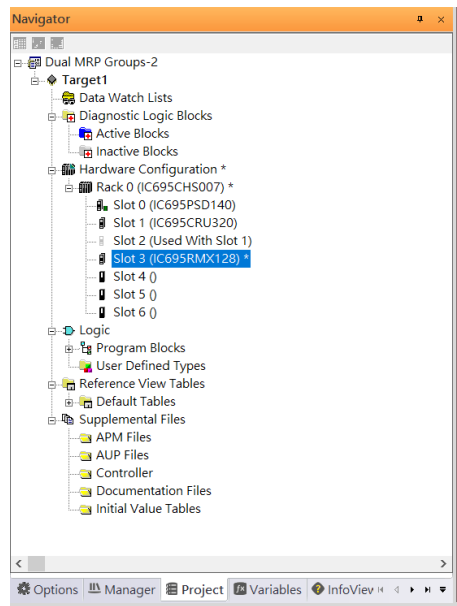 Navigator
Dual MRP Groups-2
Target1
Data Watch Lists
Diagnostic Logic Blocks
Active Blocks
Inactive Blocks
Hardware Configuration *
Rack 0 (IC695CHS007) *
Slot 0 (IC695PSD140)
Slot 1 (IC695CRU320)
Slot 2 (Used With Slot 1)
Slot 3 (IC695RMX128) *
Slot 4 ()
Slot 5 ()
Slot 6 ()
Logic
Program Blocks
User Defined Types
Reference View Tables
Default Tables
Supplemental Files
APM Files
AUP Files
Controller
Documentation Files
Initial Value Tables
Options Manager Project Variables InfoView